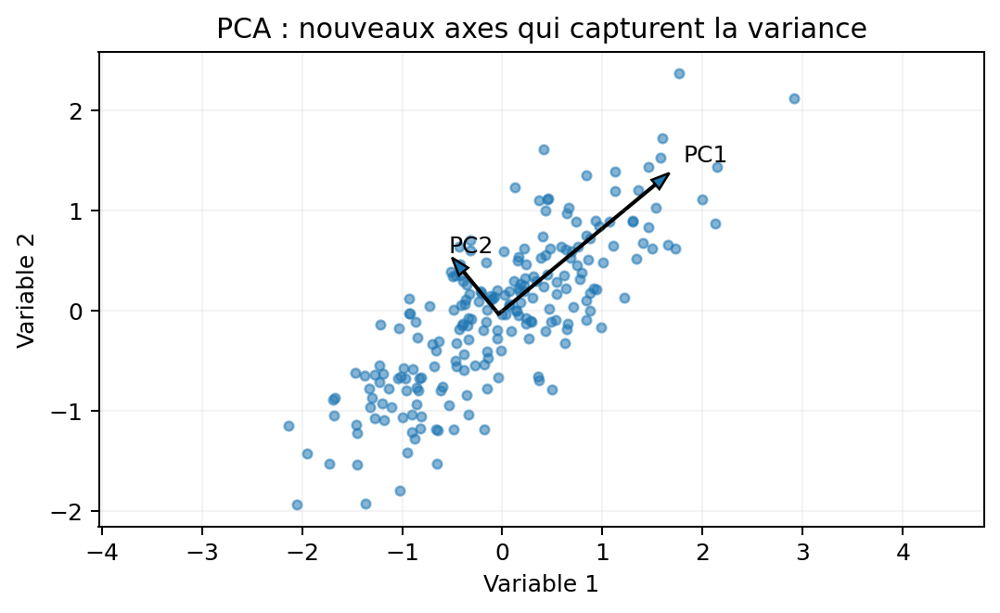 PCA : nouveaux axes qui capturent la variance
PC1
PC2
Variable 2
2
1
0
−1
−2
−4 −3 −2 −1 0 1 2 3 4
Variable 1